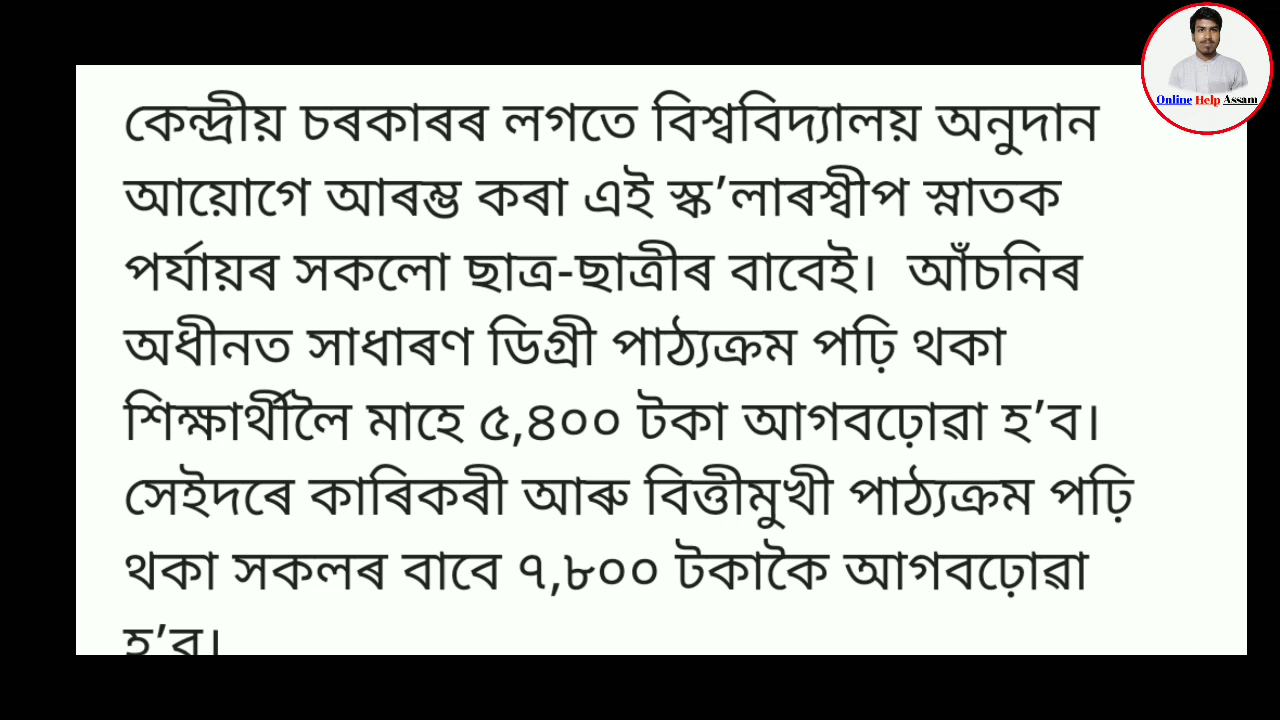 Online Help Assam
কেন্দ্ৰীয় চৰকাৰৰ লগতে বিশ্ববিদ্যালয় অনুদান
আয়োগে আৰম্ভ কৰা এই স্ক’লাৰশ্বীপ স্নাতক
পৰ্যায়ৰ সকলো ছাত্ৰ-ছাত্ৰীৰ বাবেই। আঁচনিৰ
অধীনত সাধাৰণ ডিগ্ৰী পাঠ্যক্ৰম পঢ়ি থকা
শিক্ষাৰ্থীলৈ মাহে ৫,৪০০ টকা আগবঢ়োৱা হ’ব।
সেইদৰে কাৰিকৰী আৰু বিত্তীমুখী পাঠ্যক্ৰম পঢ়ি
থকা সকলৰ বাবে ৭,৮০০ টকাকৈ আগবঢ়োৱা
হ’ব।